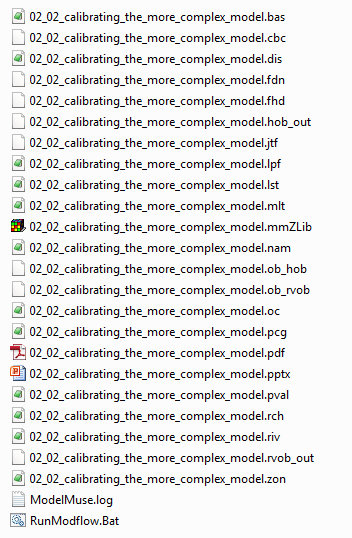 02_02_calibrating_the_more_complex_model.bas
02_02_calibrating_the_more_complex_model.cbc
02_02_calibrating_the_more_complex_model.dis
02_02_calibrating_the_more_complex_model.fdn
02_02_calibrating_the_more_complex_model.fhd
02_02_calibrating_the_more_complex_model.hob_out
02_02_calibrating_the_more_complex_model.jtf
02_02_calibrating_the_more_complex_model.lpf
02_02_calibrating_the_more_complex_model.lst
02_02_calibrating_the_more_complex_model.mlt
02_02_calibrating_the_more_complex_model.mmZLib
02_02_calibrating_the_more_complex_model.nam
02_02_calibrating_the_more_complex_model.ob_hob
02_02_calibrating_the_more_complex_model.ob_rvob
02_02_calibrating_the_more_complex_model.oc
02_02_calibrating_the_more_complex_model.pcg
02_02_calibrating_the_more_complex_model.pdf
02_02_calibrating_the_more_complex_model.pptx
02_02_calibrating_the_more_complex_model.pval
02_02_calibrating_the_more_complex_model.rch
02_02_calibrating_the_more_complex_model.riv
02_02_calibrating_the_more_complex_model.rvob_out
02_02_calibrating_the_more_complex_model.zon
ModelMuse.log
RunModflow.Bat